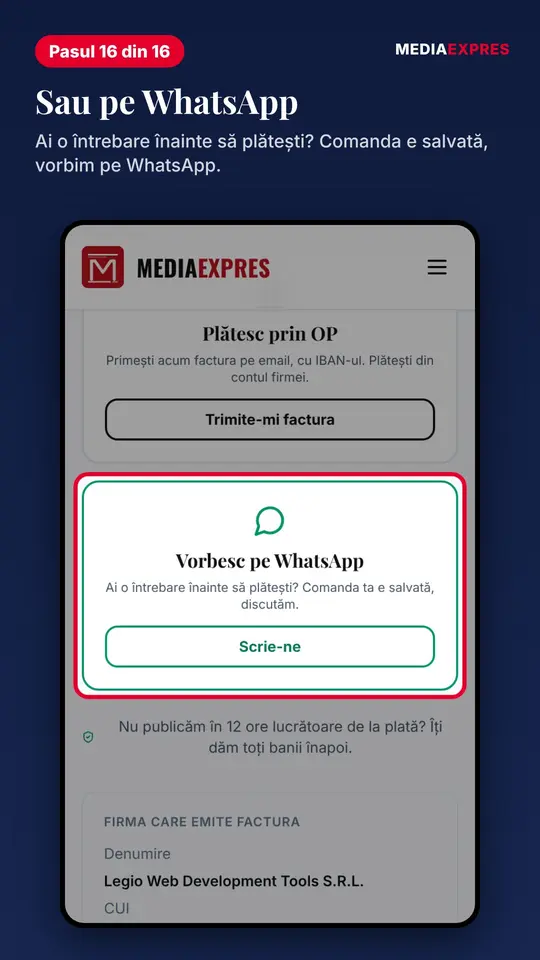 Pasul 16 din 16
MEDIAEXPRES
Sau pe WhatsApp
Ai o întrebare înainte să plătești? Comanda e salvată,
vorbim pe WhatsApp.
M
MEDIAEXPRES
Plătesc prin OP
Primești acum factura pe email, cu IBAN-ul. Plătești din
contul firmei.
Trimite-mi factura
Vorbesc pe WhatsApp
Ai o întrebare înainte să plătești? Comanda ta e salvată,
discutăm.
Scrie-ne
Nu publicăm în 12 ore lucrătoare de la plată? Îți
dăm toți banii înapoi.
FIRMA CARE EMITE FACTURA
Denumire
Legio Web Development Tools S.R.L.
CUI